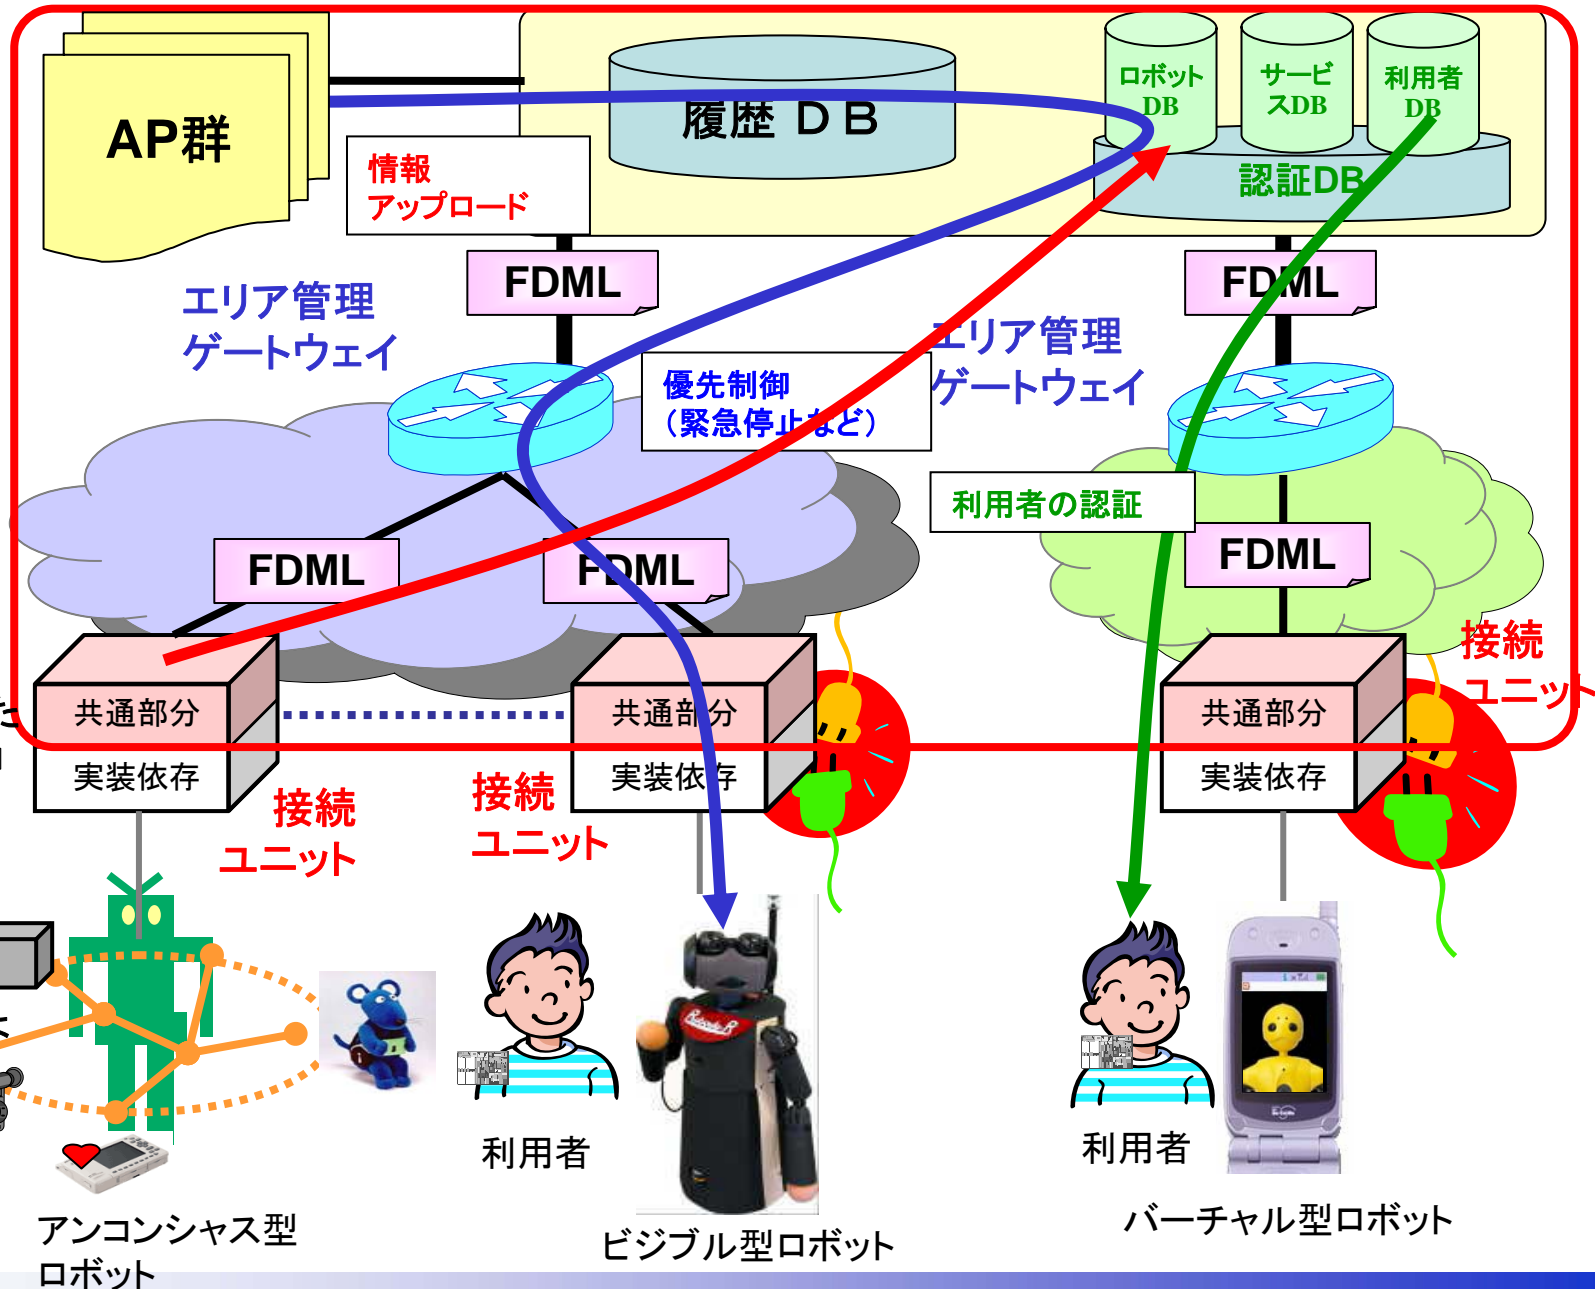 AP群
履歴 ＤＢ
ロボット
DB
サービ
スDB
利用者
DB
認証DB
情報
アップロード
FDML
FDML
エリア管理
ゲートウェイ
エリア管理
ゲートウェイ
優先制御
（緊急停止など）
利用者の認証
FDML
FDML
FDML
接続
ユニット
共通部分
実装依存
共通部分
実装依存
共通部分
実装依存
接続
ユニット
接続
ユニット
利用者
利用者
アンコンシャス型
ロボット
ビジブル型ロボット
バーチャル型ロボット